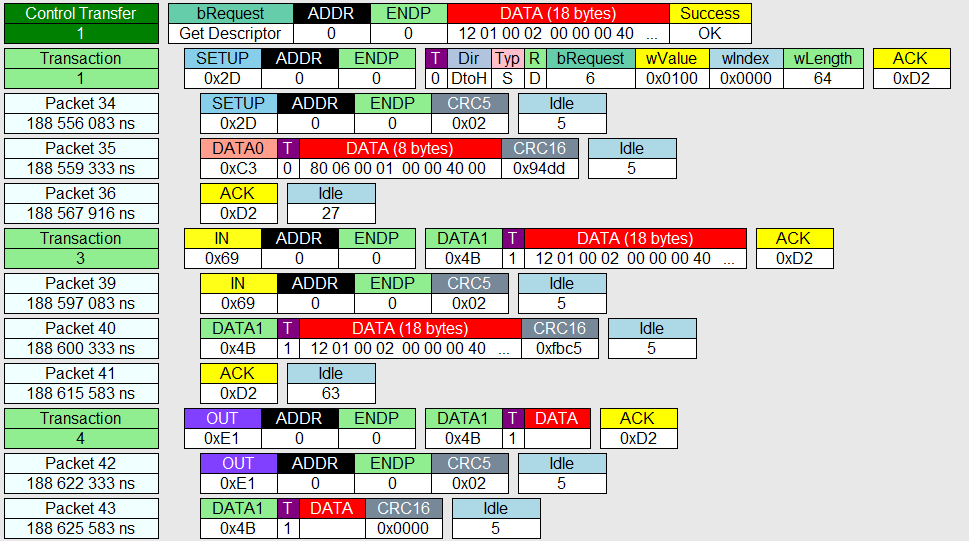 Control Transfer bRequest ADDR ENDP DATA (18 bytes) Success
1 Get Descriptor 0 0 12 01 00 02 00 00 00 40 ... OK
Transaction SETUP ADDR ENDP T Dir Typ R bRequest wValue wIndex wLength ACK
1 0x2D 0 0 0 DtoH S D 6 0x0100 0x0000 64 0xD2
Packet 34 SETUP ADDR ENDP CRC5 Idle
188 556 083 ns 0x2D 0 0 0x02 5
Packet 35 DATA0 T DATA (8 bytes) CRC16 Idle
188 559 333 ns 0xC3 0 80 06 00 01 00 00 40 00 0x94dd 5
Packet 36 ACK Idle
188 567 916 ns 0xD2 27
Transaction IN ADDR ENDP DATA1 T DATA (18 bytes) ACK
3 0x69 0 0 0x4B 1 12 01 00 02 00 00 00 40 ... 0xD2
Packet 39 IN ADDR ENDP CRC5 Idle
188 597 083 ns 0x69 0 0 0x02 5
Packet 40 DATA1 T DATA (18 bytes) CRC16 Idle
188 600 333 ns 0x4B 1 12 01 00 02 00 00 00 40 ... 0xfbc5 5
Packet 41 ACK Idle
188 615 583 ns 0xD2 63
Transaction OUT ADDR ENDP DATA1 T DATA ACK
4 0xE1 0 0 0x4B 1 0xD2
Packet 42 OUT ADDR ENDP CRC5 Idle
188 622 333 ns 0xE1 0 0 0x02 5
Packet 43 DATA1 T DATA CRC16 Idle
188 625 583 ns 0x4B 1 0x0000 5